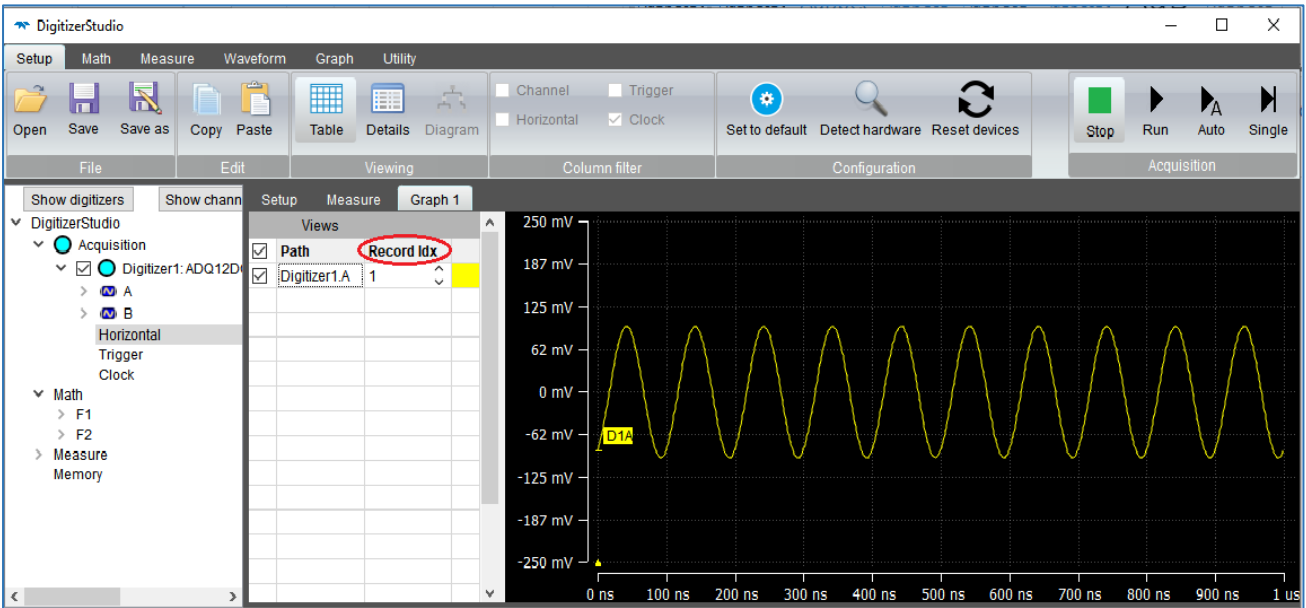 DigitizerStudio
Setup Math Measure Waveform Graph Utility
Channel Trigger
Horizontal Clock
Open Save Save as Copy Paste Table Details Diagram Set to default Detect hardware Reset devices Stop Run Auto Single
A
File Edit Viewing Column filter Configuration Acquisition
Show digitizers Show chann
Setup Measure Graph 1
DigitizerStudio
Acquisition
Digitizer1: ADQ12D
A
B
Horizontal
Trigger
Clock
Math
F1
F2
Measure
Memory
Views
Path Record Idx
Digitizer1.A 1
250 mV
187 mV
125 mV
62 mV
0 mV
-62 mV
D1A
-125 mV
-187 mV
-250 mV
0 ns 100 ns 200 ns 300 ns 400 ns 500 ns 600 ns 700 ns 800 ns 900 ns 1 us